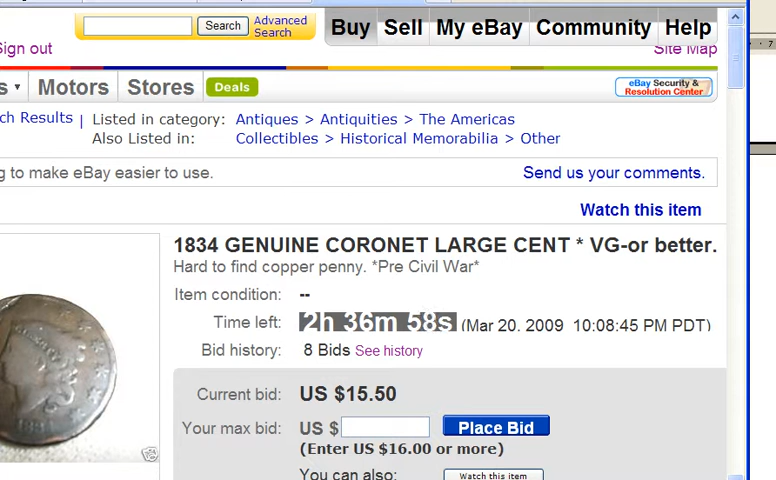 Search Advanced Search
Buy Sell My eBay Community Help
Sign out Site Map
Motors Stores Deals eBay Security & Resolution Center
Results Listed in category: Antiques > Antiquities > The Americas
Also Listed in: Collectibles > Historical Memorabilia > Other
to make eBay easier to use. Send us your comments.
Watch this item
1834 GENUINE CORONET LARGE CENT * VG-or better.
Hard to find copper penny. *Pre Civil War*
Item condition: --
Time left: 2h 36m 58s (Mar 20, 2009 10:08:45 PM PDT)
Bid history: 8 Bids See history
Current bid: US $15.50
Your max bid: US $ Place Bid
(Enter US $16.00 or more)
You can also: Watch this item
1834
7